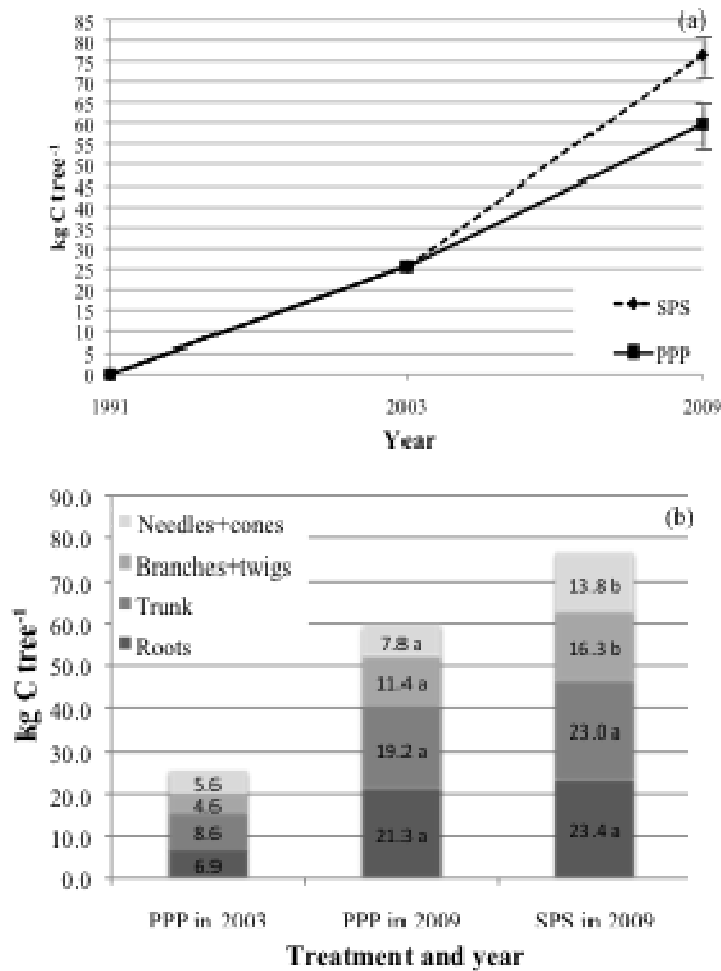 (a)
85
80
75
70
65
60
55
50
45
40
35
30
25
20
15
10
5
0
kg C tree⁻¹
SPS
PPP
1991 2003 2009
Year
(b)
90.0
80.0
70.0
60.0
50.0
40.0
30.0
20.0
10.0
0.0
kg C tree⁻¹
Needles+cones
Branches+twigs
Trunk
Roots
5.6
4.6
8.6
6.9
7.8 a
11.4 a
19.2 a
21.3 a
13.8 b
16.3 b
23.0 a
23.4 a
PPP in 2003 PPP in 2009 SPS in 2009
Treatment and year